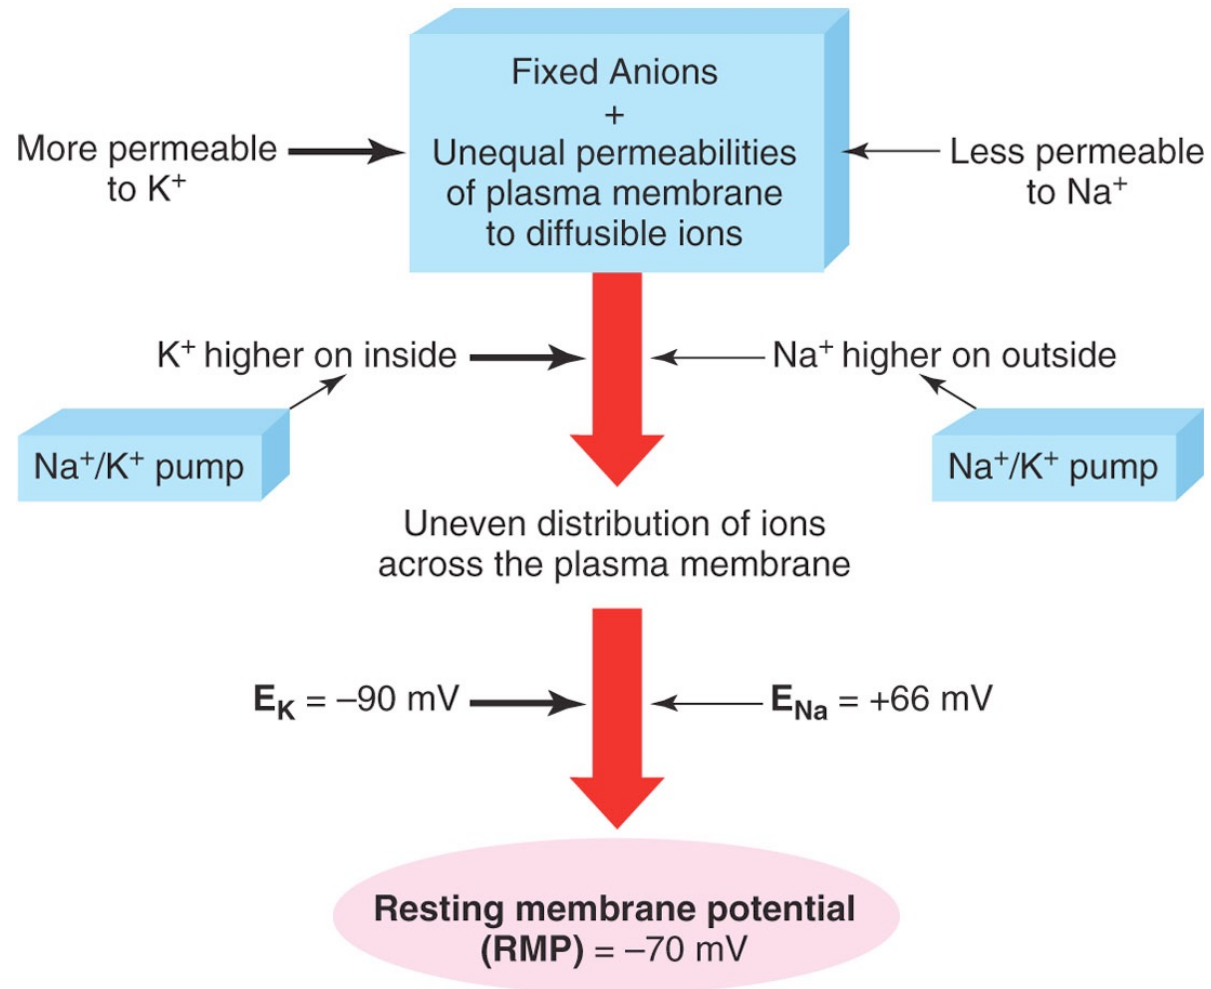 Fixed Anions
+
Unequal permeabilities
of plasma membrane
to diffusible ions
More permeable
to K⁺
Less permeable
to Na⁺
K⁺ higher on inside
Na⁺ higher on outside
Na⁺/K⁺ pump
Na⁺/K⁺ pump
Uneven distribution of ions
across the plasma membrane
E_K = –90 mV
E_Na = +66 mV
Resting membrane potential
(RMP) = –70 mV